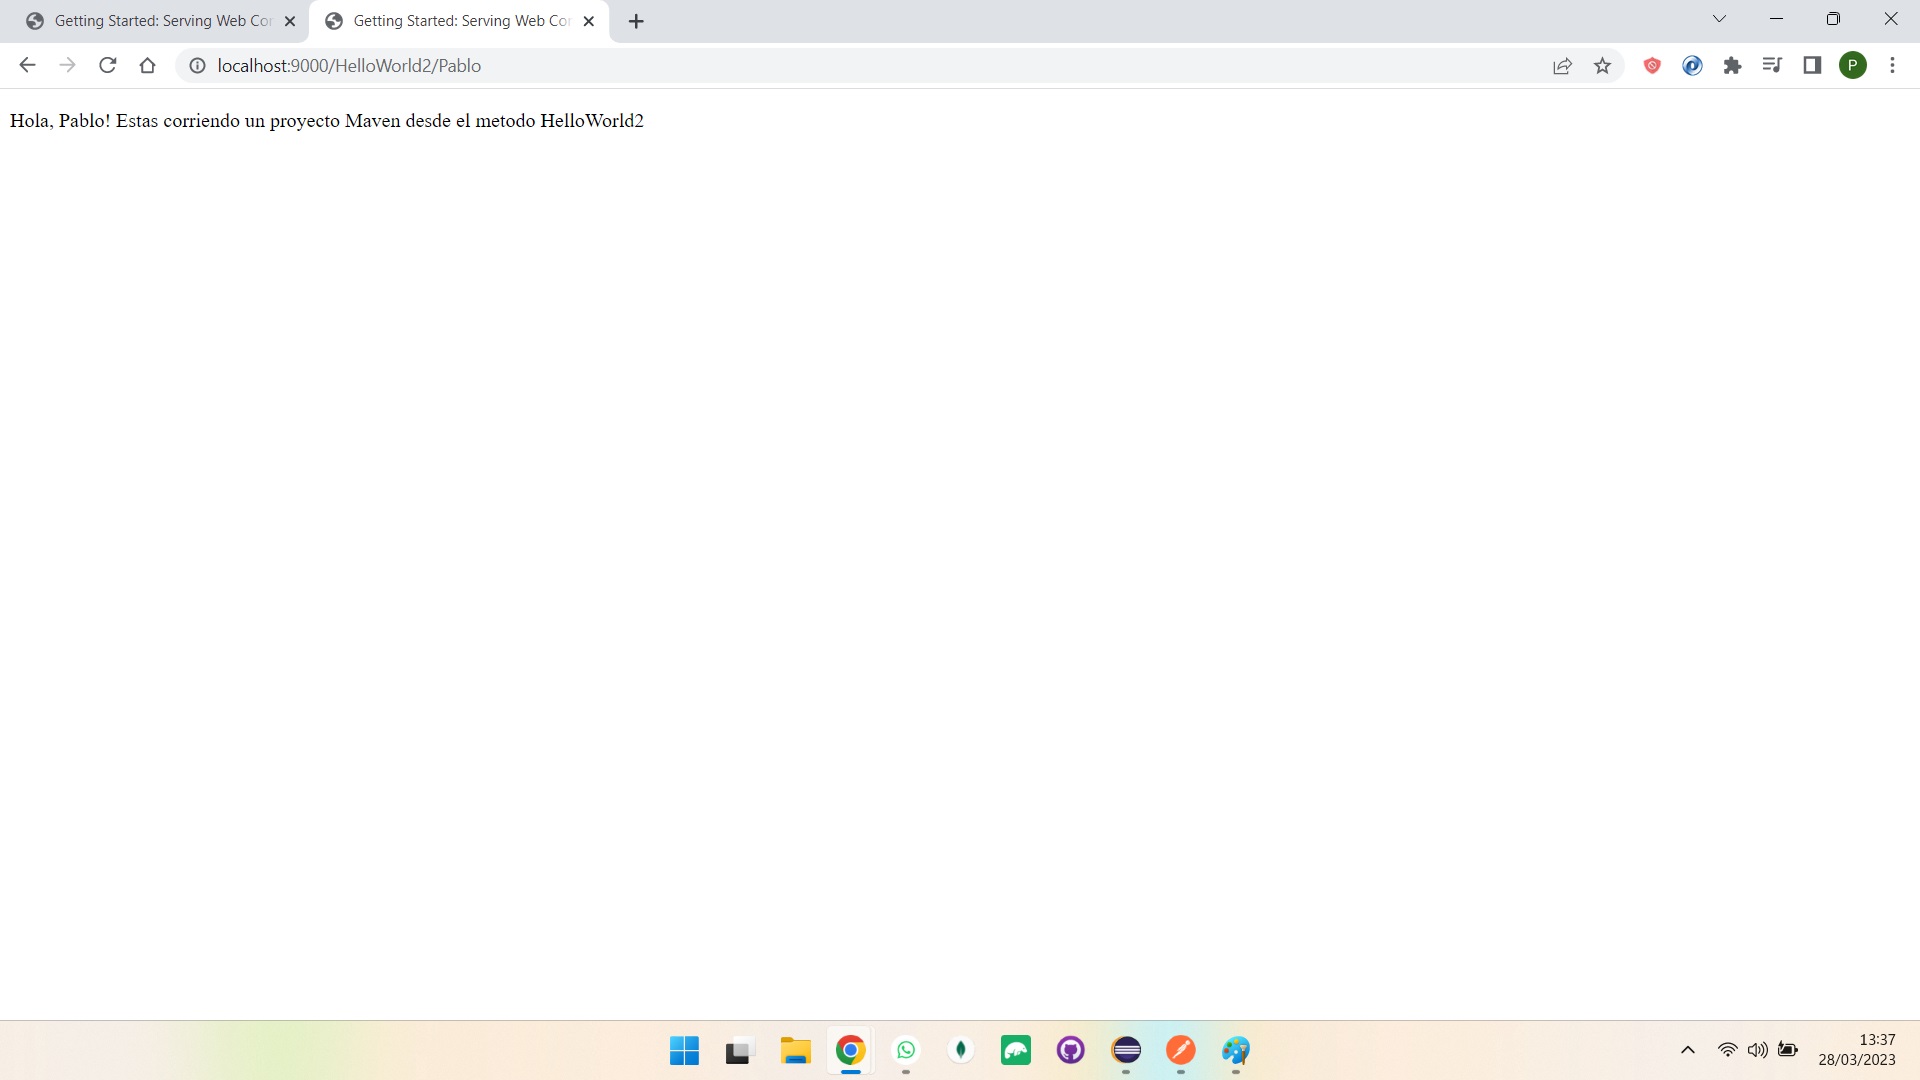 Getting Started: Serving Web Cor
Getting Started: Serving Web Cor
localhost:9000/HelloWorld2/Pablo
P
Hola, Pablo! Estas corriendo un proyecto Maven desde el metodo HelloWorld2
13:37
28/03/2023